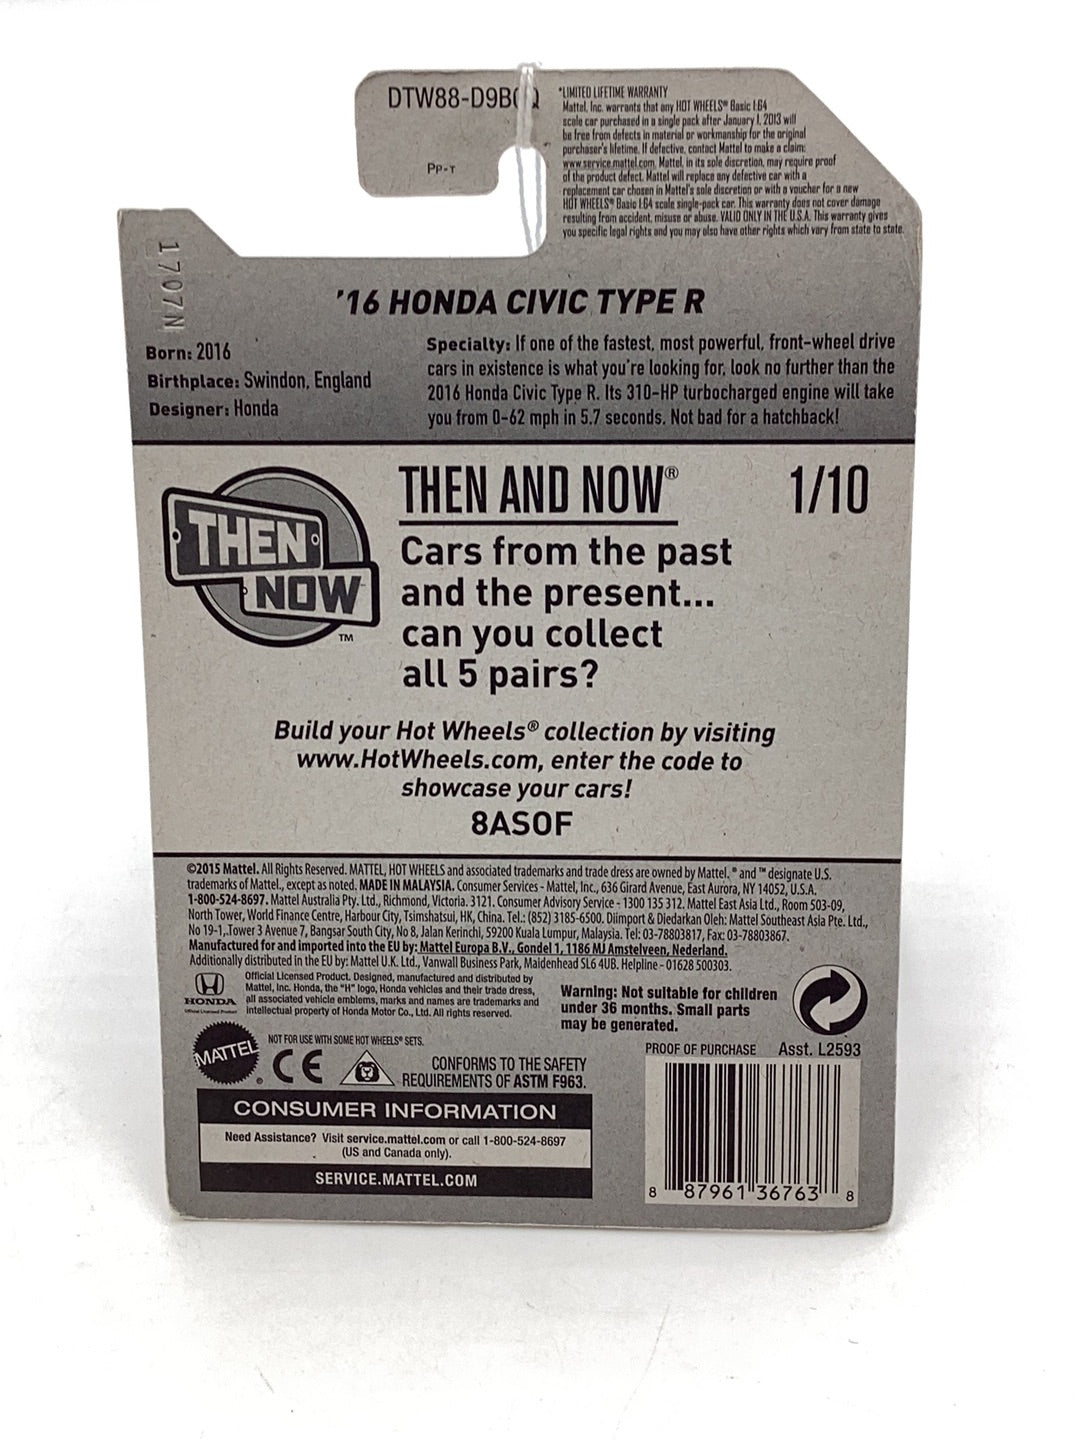 DTW88-D9B
Pp-T
*LIMITED LIFETIME WARRANTY
Mattel, Inc. warrants that any HOT WHEELS® Basic 1:64
scale car purchased in a single pack after January 1, 2013 will
be free from defects in material or workmanship for the original
purchaser's lifetime. If defective, contact Mattel to make a claim:
www.service.mattel.com. Mattel, in its sole discretion, may require proof
of the product defect. Mattel will replace any defective car with a
replacement car chosen in Mattel's sole discretion or with a voucher for a new
HOT WHEELS® Basic 1:64 scale single-pack car. This warranty does not cover damage
resulting from accident, misuse or abuse. VALID ONLY IN THE U.S.A. This warranty gives
you specific legal rights and you may also have other rights which vary from state to state.
1707N
'16 HONDA CIVIC TYPE R
Born: 2016
Birthplace: Swindon, England
Designer: Honda
Specialty: If one of the fastest, most powerful, front-wheel drive
cars in existence is what you're looking for, look no further than the
2016 Honda Civic Type R. Its 310-HP turbocharged engine will take
you from 0-62 mph in 5.7 seconds. Not bad for a hatchback!
THEN
NOW
TM
THEN AND NOW®
1/10
Cars from the past
and the present...
can you collect
all 5 pairs?
Build your Hot Wheels® collection by visiting
www.HotWheels.com, enter the code to
showcase your cars!
8ASOF
©2015 Mattel. All Rights Reserved. MATTEL, HOT WHEELS and associated trademarks and trade dress are owned by Mattel. ® and ™ designate U.S.
trademarks of Mattel., except as noted. MADE IN MALAYSIA. Consumer Services - Mattel, Inc., 636 Girard Avenue, East Aurora, NY 14052, U.S.A.
1-800-524-8697. Mattel Australia Pty. Ltd., Richmond, Victoria. 3121. Consumer Advisory Service - 1300 135 312. Mattel East Asia Ltd., Room 503-09,
North Tower, World Finance Centre, Harbour City, Tsimshatsui, HK, China. Tel.: (852) 3185-6500. Diimport & Diedarkan Oleh: Mattel Southeast Asia Pte. Ltd.,
No 19-1, Tower 3 Avenue 7, Bangsar South City, No 8, Jalan Kerinchi, 59200 Kuala Lumpur, Malaysia. Tel: 03-78803817, Fax: 03-78803867.
Manufactured for and imported into the EU by: Mattel Europa B.V., Gondel 1, 1186 MJ Amstelveen, Nederland.
Additionally distributed in the EU by: Mattel U.K. Ltd., Vanwall Business Park, Maidenhead SL6 4UB. Helpline - 01628 500303.
HONDA
Official Licensed Product
Official Licensed Product. Designed, manufactured and distributed by
Mattel, Inc. Honda, the "H" logo, Honda vehicles and their trade dress,
all associated vehicle emblems, marks and names are trademarks and
intellectual property of Honda Motor Co., Ltd. All rights reserved.
Warning: Not suitable for children
under 36 months. Small parts
may be generated.
MATTEL ®
NOT FOR USE WITH SOME HOT WHEELS® SETS.
CE
CONFORMS TO THE SAFETY
REQUIREMENTS OF ASTM F963.
PROOF OF PURCHASE Asst. L2593
CONSUMER INFORMATION
Need Assistance? Visit service.mattel.com or call 1-800-524-8697
(US and Canada only).
SERVICE.MATTEL.COM
8 87961 36763 8